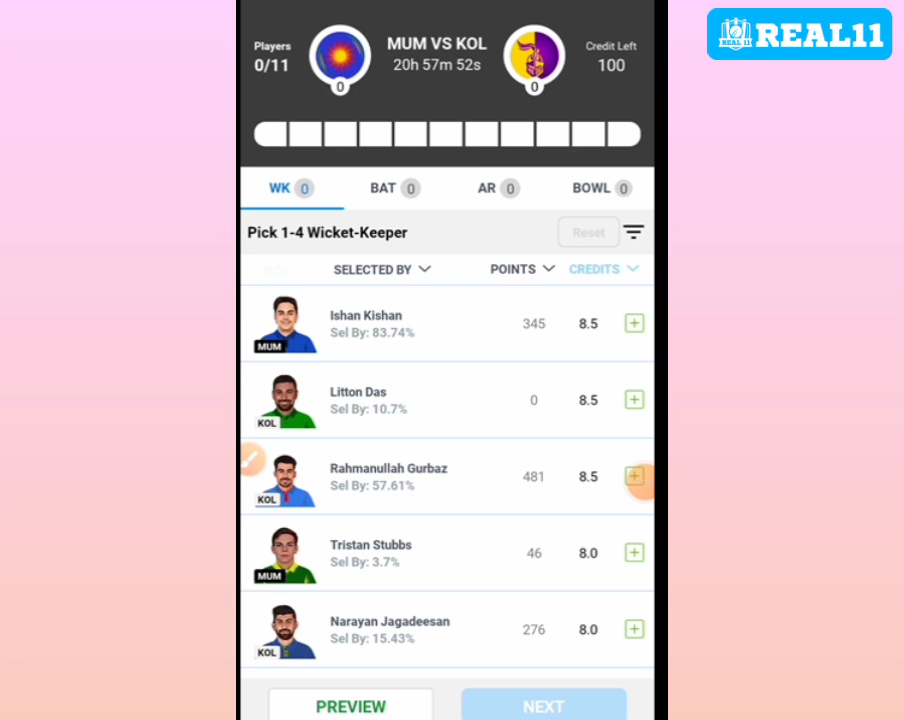 REAL 11 REAL11
Players MUM VS KOL Credit Left
0/11 20h 57m 52s 100
0 0
WK 0 BAT 0 AR 0 BOWL 0
Pick 1-4 Wicket-Keeper Reset
SELECTED BY POINTS CREDITS
Ishan Kishan
Sel By: 83.74% 345 8.5
MUM
Litton Das
Sel By: 10.7% 0 8.5
KOL
Rahmanullah Gurbaz
Sel By: 57.61% 481 8.5
KOL
Tristan Stubbs
Sel By: 3.7% 46 8.0
MUM
Narayan Jagadeesan
Sel By: 15.43% 276 8.0
KOL
PREVIEW NEXT